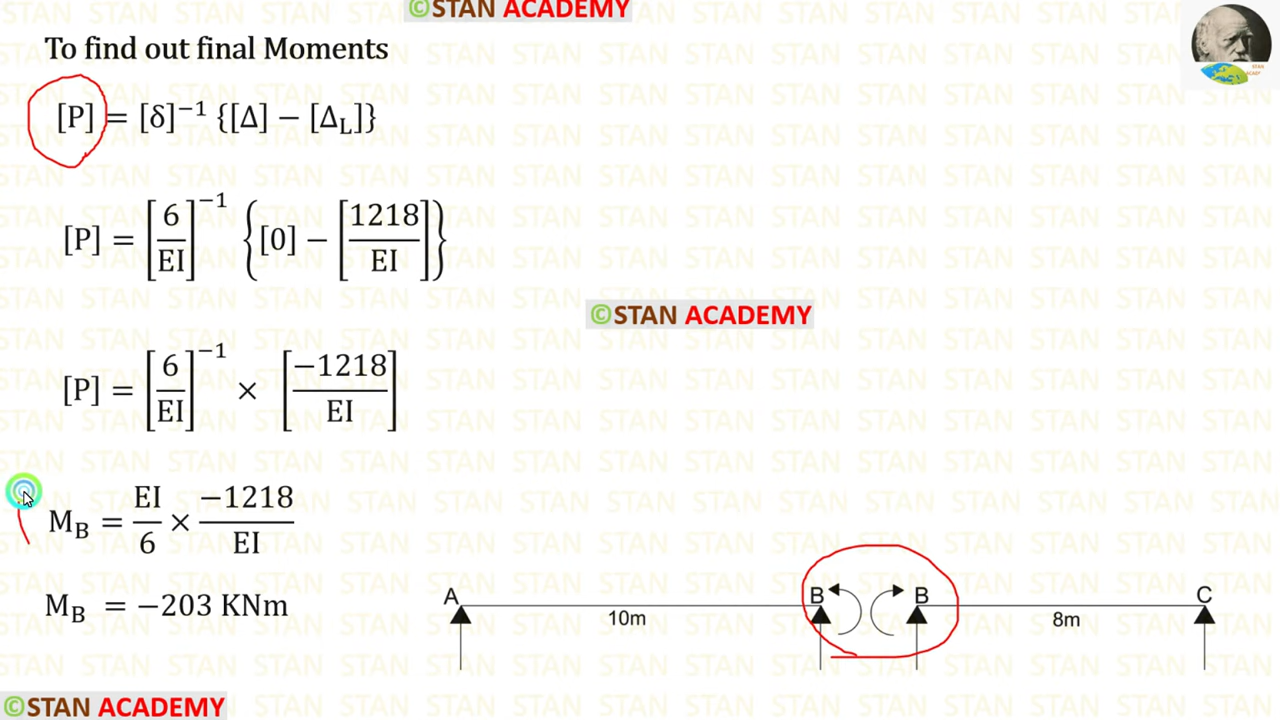 ©STAN ACADEMY
To find out final Moments
[P] = [δ]⁻¹ {[Δ] − [Δ_L]}
[P] = [6/EI]⁻¹ {[0] − [1218/EI]}
©STAN ACADEMY
[P] = [6/EI]⁻¹ × [−1218/EI]
M_B = EI/6 × −1218/EI
M_B = −203 KNm
A 10m B B 8m C
©STAN ACADEMY